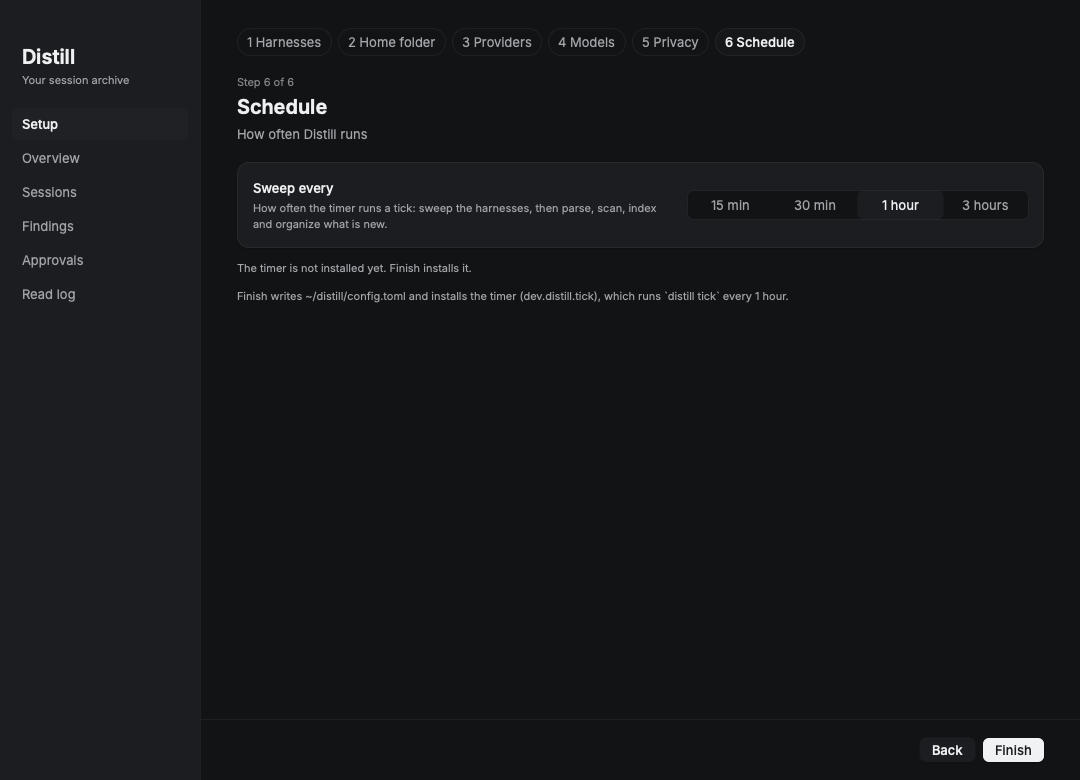 Distill
Your session archive
Setup
Overview
Sessions
Findings
Approvals
Read log
1 Harnesses
2 Home folder
3 Providers
4 Models
5 Privacy
6 Schedule
Step 6 of 6
Schedule
How often Distill runs
Sweep every
How often the timer runs a tick: sweep the harnesses, then parse, scan, index
and organize what is new.
15 min
30 min
1 hour
3 hours
The timer is not installed yet. Finish installs it.
Finish writes ~/distill/config.toml and installs the timer (dev.distill.tick), which runs `distill tick` every 1 hour.
Back
Finish